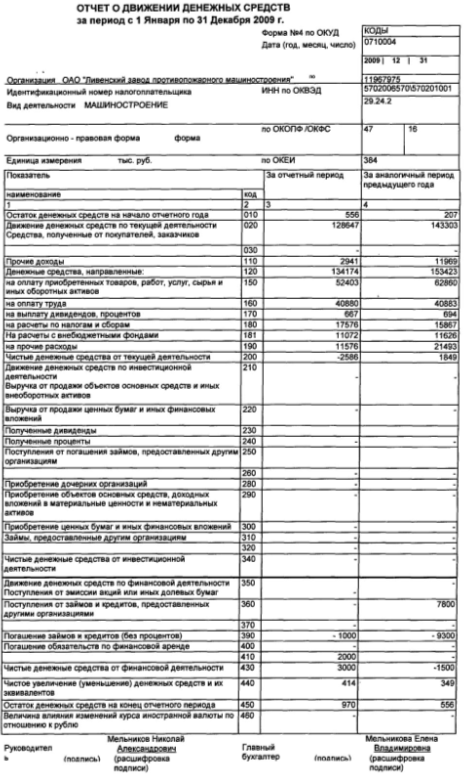 ОТЧЕТ О ДВИЖЕНИИ ДЕНЕЖНЫХ СРЕДСТВ
за период с 1 Января по 31 Декабря 2009 г.
КОДЫ
Форма №4 по ОКУД 0710004
Дата (год, месяц, число) 2009 | 12 | 31
Организация ОАО "Ливенский завод противопожарного машиностроения" 11967975
Идентификационный номер налогоплательщика ИНН по ОКВЭД 5702006570\570201001
Вид деятельности МАШИНОСТРОЕНИЕ 29.24.2
Организационно - правовая форма форма по ОКОПФ /ОКФС 47 16
Единица измерения тыс. руб. по ОКЕИ 384
Показатель За отчетный период За аналогичный период
предыдущего года
наименование код
1 2 3 4
Остаток денежных средств на начало отчетного года 010 556 207
Движение денежных средств по текущей деятельности 020 128647 143303
Средства, полученные от покупателей, заказчиков
030 - -
Прочие доходы 110 2941 11969
Денежные средства, направленные: 120 134174 153423
на оплату приобретенных товаров, работ, услуг, сырья и 150 52403 62860
иных оборотных активов
на оплату труда 160 40880 40883
на выплату дивидендов, процентов 170 667 694
на расчеты по налогам и сборам 180 17576 15867
На расчеты с внебюджетными фондами 181 11072 11626
на прочие расходы 190 11576 21493
Чистые денежные средства от текущей деятельности 200 -2586 1849
Движение денежных средств по инвестиционной 210
деятельности - -
Выручка от продажи объектов основных средств и иных
внеоборотных активов
Выручка от продажи ценных бумаг и иных финансовых 220 - -
вложений
Полученные дивиденды 230
Полученные проценты 240 - -
Поступления от погашения займов, предоставленных другим 250
организациям
260 - -
Приобретение дочерних организаций 280 - -
Приобретение объектов основных средств, доходных 290 - -
вложений в материальные ценности и нематериальных
активов
Приобретение ценных бумаг и иных финансовых вложений 300 - -
Займы, предоставленные другим организациям 310 - -
320 - -
Чистые денежные средства от инвестиционной 340 - -
деятельности
Движение денежных средств по финансовой деятельности 350
Поступления от эмиссии акций или иных долевых бумаг - -
Поступления от займов и кредитов, предоставленных 360 - 7800
другими организациями
370 - -
Погашение займов и кредитов (без процентов) 390 - 1000 - 9300
Погашение обязательств по финансовой аренде 400 - -
410 2000 -
Чистые денежные средства от финансовой деятельности 430 3000 -1500
Чистое увеличение (уменьшение) денежных средств и их 440 414 349
эквивалентов
Остаток денежных средств на конец отчетного периода 450 970 556
Величина влияния изменений курса иностранной валюты по 460 - -
отношению к рублю
Мельников Николай Мельникова Елена
Руководител Александрович Главный Владимировна
ь (подпись) (расшифровка бухгалтер (подпись) (расшифровка
подписи) подписи)